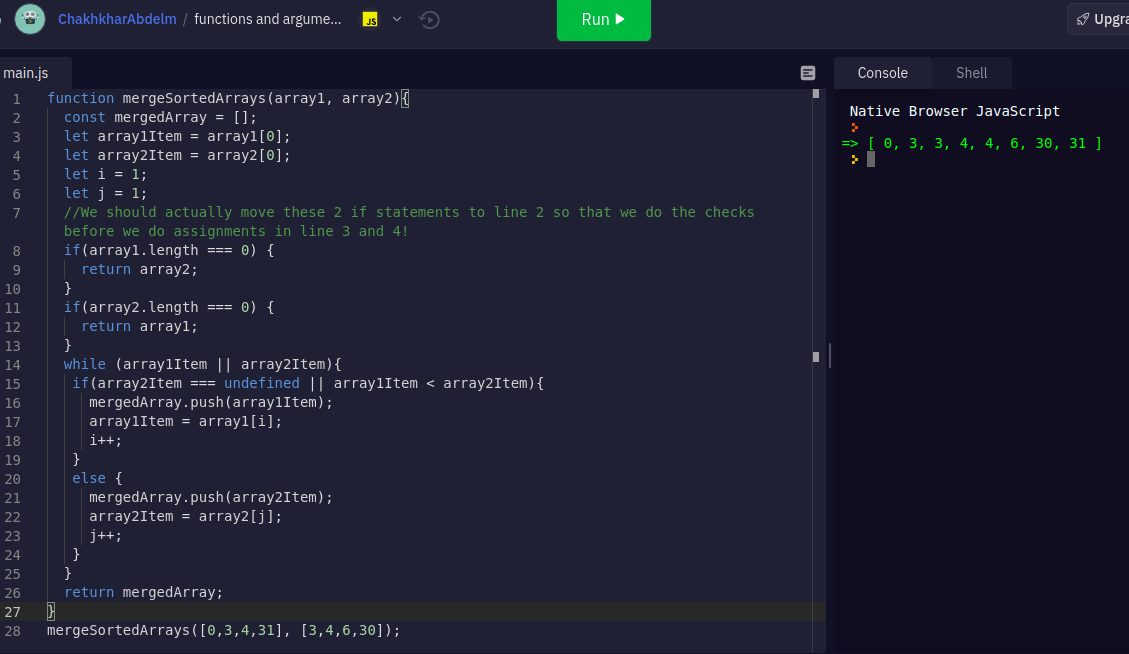 ChakhkharAbdelm / functions and argume... JS Run Upgra
main.js
Console Shell
1 function mergeSortedArrays(array1, array2){
2 const mergedArray = [];
3 let array1Item = array1[0];
4 let array2Item = array2[0];
5 let i = 1;
6 let j = 1;
7 //We should actually move these 2 if statements to line 2 so that we do the checks
before we do assignments in line 3 and 4!
8 if(array1.length === 0) {
9 return array2;
10 }
11 if(array2.length === 0) {
12 return array1;
13 }
14 while (array1Item || array2Item){
15 if(array2Item === undefined || array1Item < array2Item){
16 mergedArray.push(array1Item);
17 array1Item = array1[i];
18 i++;
19 }
20 else {
21 mergedArray.push(array2Item);
22 array2Item = array2[j];
23 j++;
24 }
25 }
26 return mergedArray;
27 }
28 mergeSortedArrays([0,3,4,31], [3,4,6,30]);
Native Browser JavaScript
=> [ 0, 3, 3, 4, 4, 6, 30, 31 ]